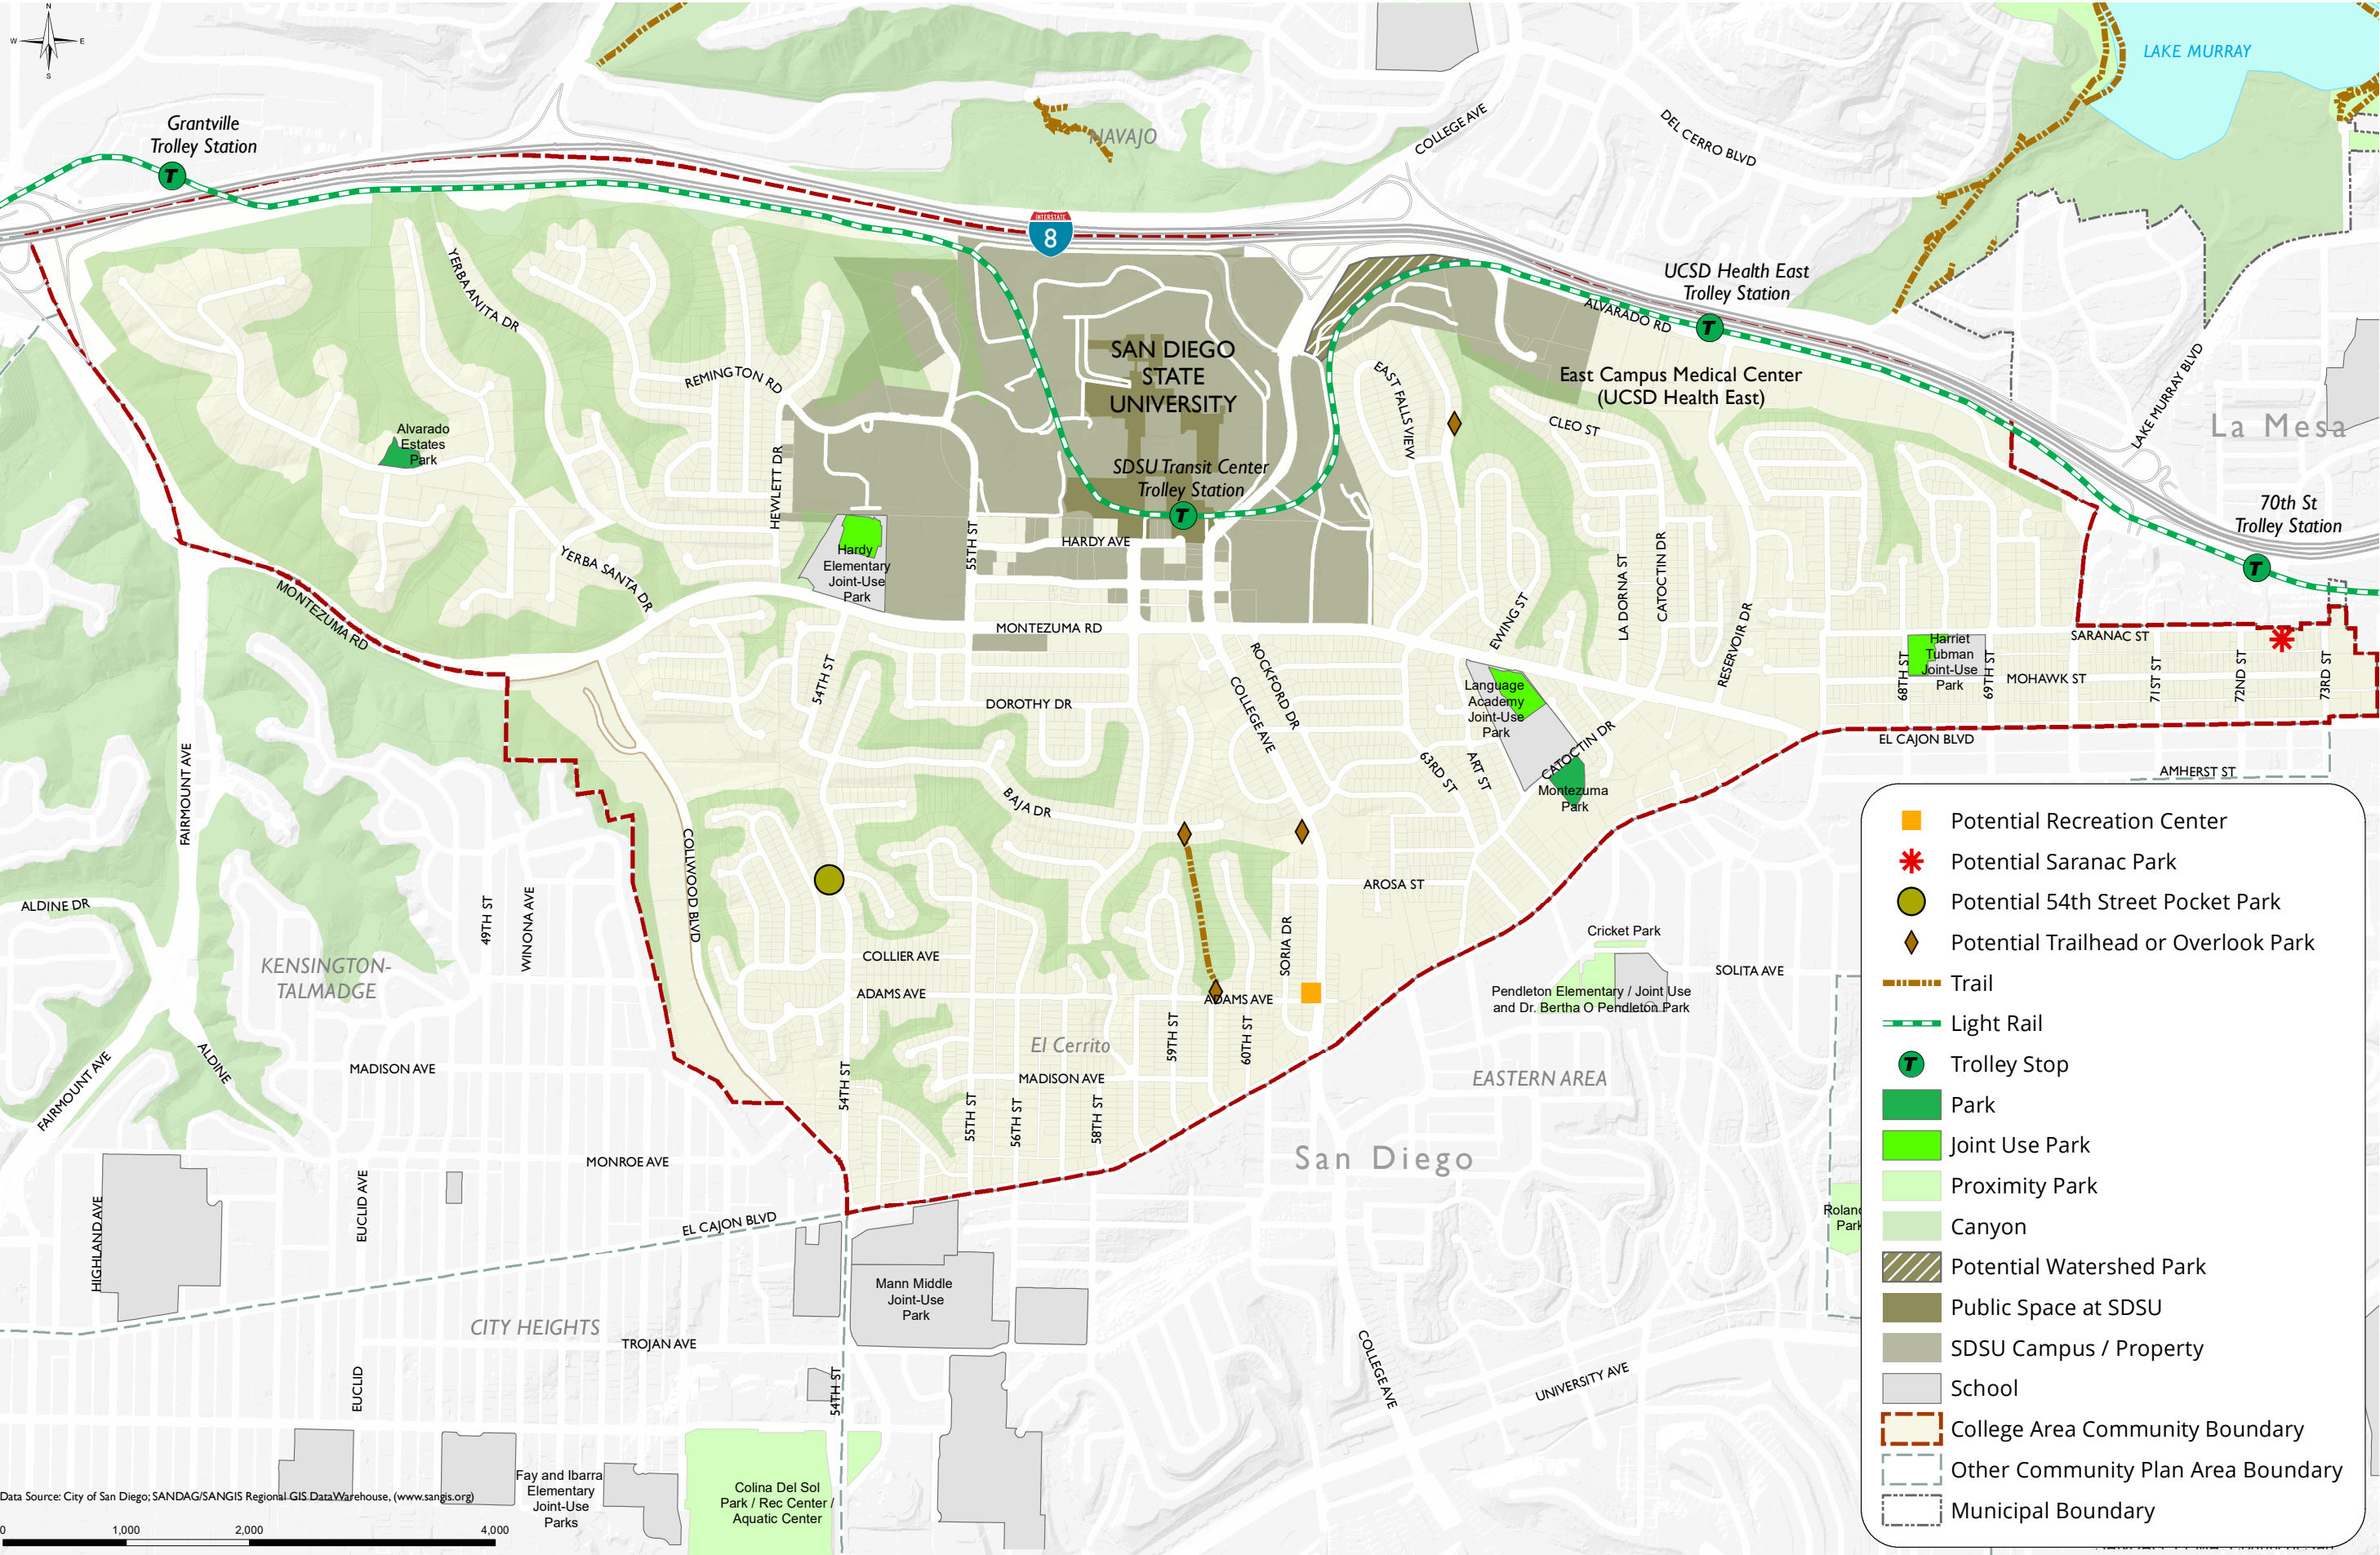 N
W
E
S
LAKE MURRAY
Grantville
Trolley Station
NAVAJO
COLLEGE AVE
DEL CERRO BLVD
INTERSTATE
8
YERBA ANITA DR
UCSD Health East
Trolley Station
ALVARADO RD
SAN DIEGO
STATE
UNIVERSITY
REMINGTON RD
EAST FALLS VIEW
East Campus Medical Center
(UCSD Health East)
LAKE MURRAY BLVD
La Mesa
CLEO ST
Alvarado
Estates
Park
HEWLETT DR
SDSU Transit Center
Trolley Station
70th St
Trolley Station
55TH ST
HARDY AVE
Hardy
Elementary
Joint-Use
Park
YERBA SANTA DR
MONTEZUMA RD
LA DORNA ST
CATOCTIN DR
EWING ST
RESERVOIR DR
MONTEZUMA RD
SARANAC ST
Harriet
Tubman
Joint-Use
Park
68TH ST
69TH ST
MOHAWK ST
71ST ST
72ND ST
73RD ST
54TH ST
DOROTHY DR
ROCKFORD DR
COLLEGE AVE
Language
Academy
Joint-Use
Park
CATOCTIN DR
63RD ST
ART ST
EL CAJON BLVD
AMHERST ST
Montezuma
Park
BAJA DR
FAIRMOUNT AVE
COLLWOOD BLVD
AROSA ST
ALDINE DR
49TH ST
WINONA AVE
KENSINGTON-
TALMADGE
COLLIER AVE
ADAMS AVE
SORIA DR
ADAMS AVE
Cricket Park
SOLITA AVE
Pendleton Elementary / Joint Use
and Dr. Bertha O Pendleton Park
El Cerrito
59TH ST
60TH ST
MADISON AVE
EASTERN AREA
FAIRMOUNT AVE
ALDINE
MADISON AVE
54TH ST
55TH ST
56TH ST
58TH ST
San Diego
MONROE AVE
HIGHLAND AVE
EUCLID AVE
EL CAJON BLVD
Mann Middle
Joint-Use
Park
CITY HEIGHTS
TROJAN AVE
EUCLID
54TH ST
COLLEGE AVE
UNIVERSITY AVE
Park
Fay and Ibarra
Elementary
Joint-Use
Parks
Colina Del Sol
Park / Rec Center /
Aquatic Center
Data Source: City of San Diego; SANDAG/SANGIS Regional GIS Data Warehouse, (www.sangis.org)
0
1,000
2,000
4,000
Potential Recreation Center
Potential Saranac Park
Potential 54th Street Pocket Park
Potential Trailhead or Overlook Park
Trail
Light Rail
Trolley Stop
Park
Joint Use Park
Proximity Park
Canyon
Potential Watershed Park
Public Space at SDSU
SDSU Campus / Property
School
College Area Community Boundary
Other Community Plan Area Boundary
Municipal Boundary